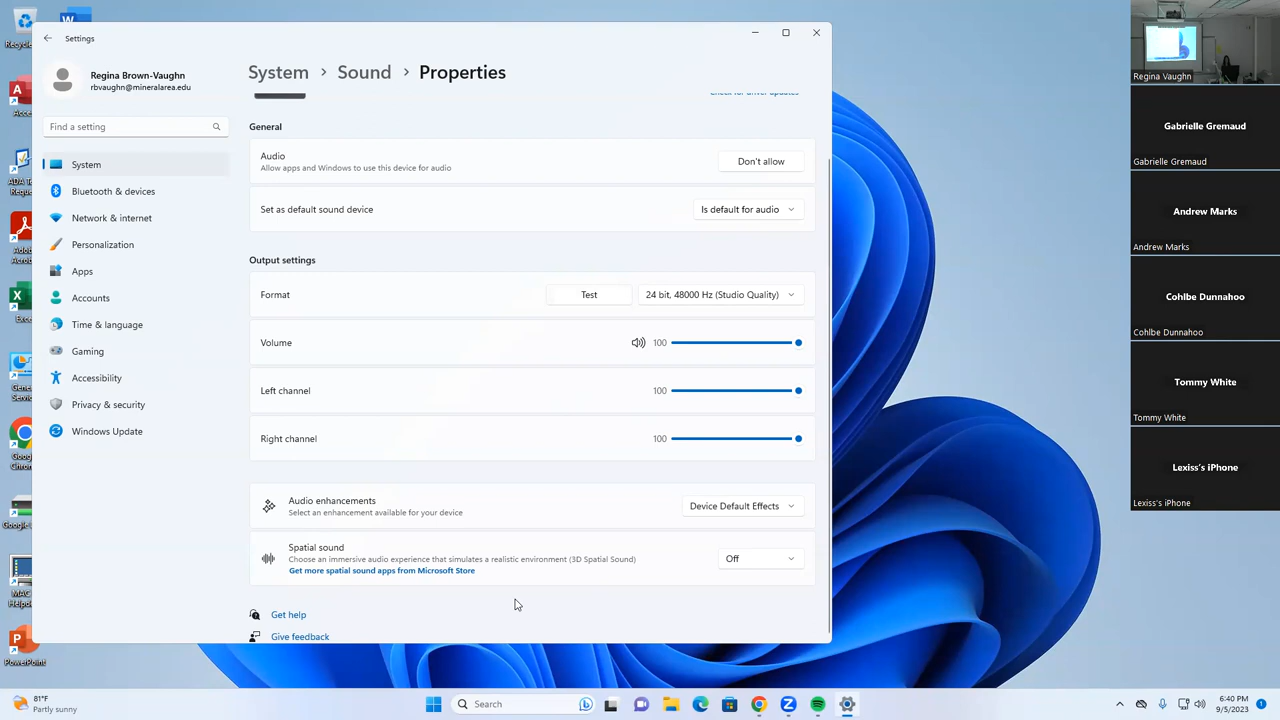 Settings
Regina Brown-Vaughn
rbvaughn@mineralarea.edu
Find a setting
System
Bluetooth & devices
Network & internet
Personalization
Apps
Accounts
Time & language
Gaming
Accessibility
Privacy & security
Windows Update
System > Sound > Properties
General
Audio
Allow apps and Windows to use this device for audio
Don't allow
Set as default sound device
Is default for audio
Output settings
Format
Test
24 bit, 48000 Hz (Studio Quality)
Volume
100
Left channel
100
Right channel
100
Audio enhancements
Select an enhancement available for your device
Device Default Effects
Spatial sound
Choose an immersive audio experience that simulates a realistic environment (3D Spatial Sound)
Get more spatial sound apps from Microsoft Store
Off
Get help
Give feedback
PowerPoint
Regina Vaughn
Gabrielle Gremaud
Gabrielle Gremaud
Andrew Marks
Andrew Marks
Cohlbe Dunnahoo
Cohlbe Dunnahoo
Tommy White
Tommy White
Lexiss's iPhone
Lexiss's iPhone
81°F
Partly sunny
Search
6:40 PM
9/5/2023